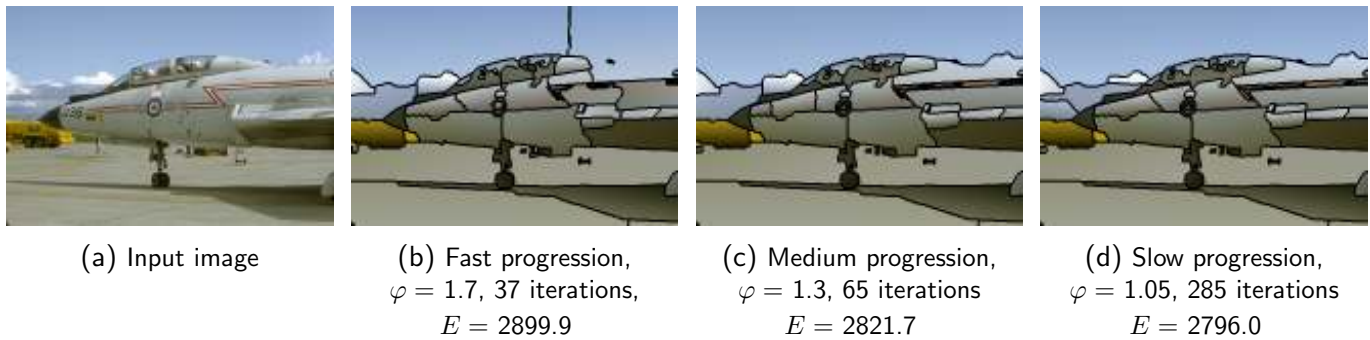 (a) Input image
(b) Fast progression,
φ = 1.7, 37 iterations,
E = 2899.9
(c) Medium progression,
φ = 1.3, 65 iterations
E = 2821.7
(d) Slow progression,
φ = 1.05, 285 iterations
E = 2796.0